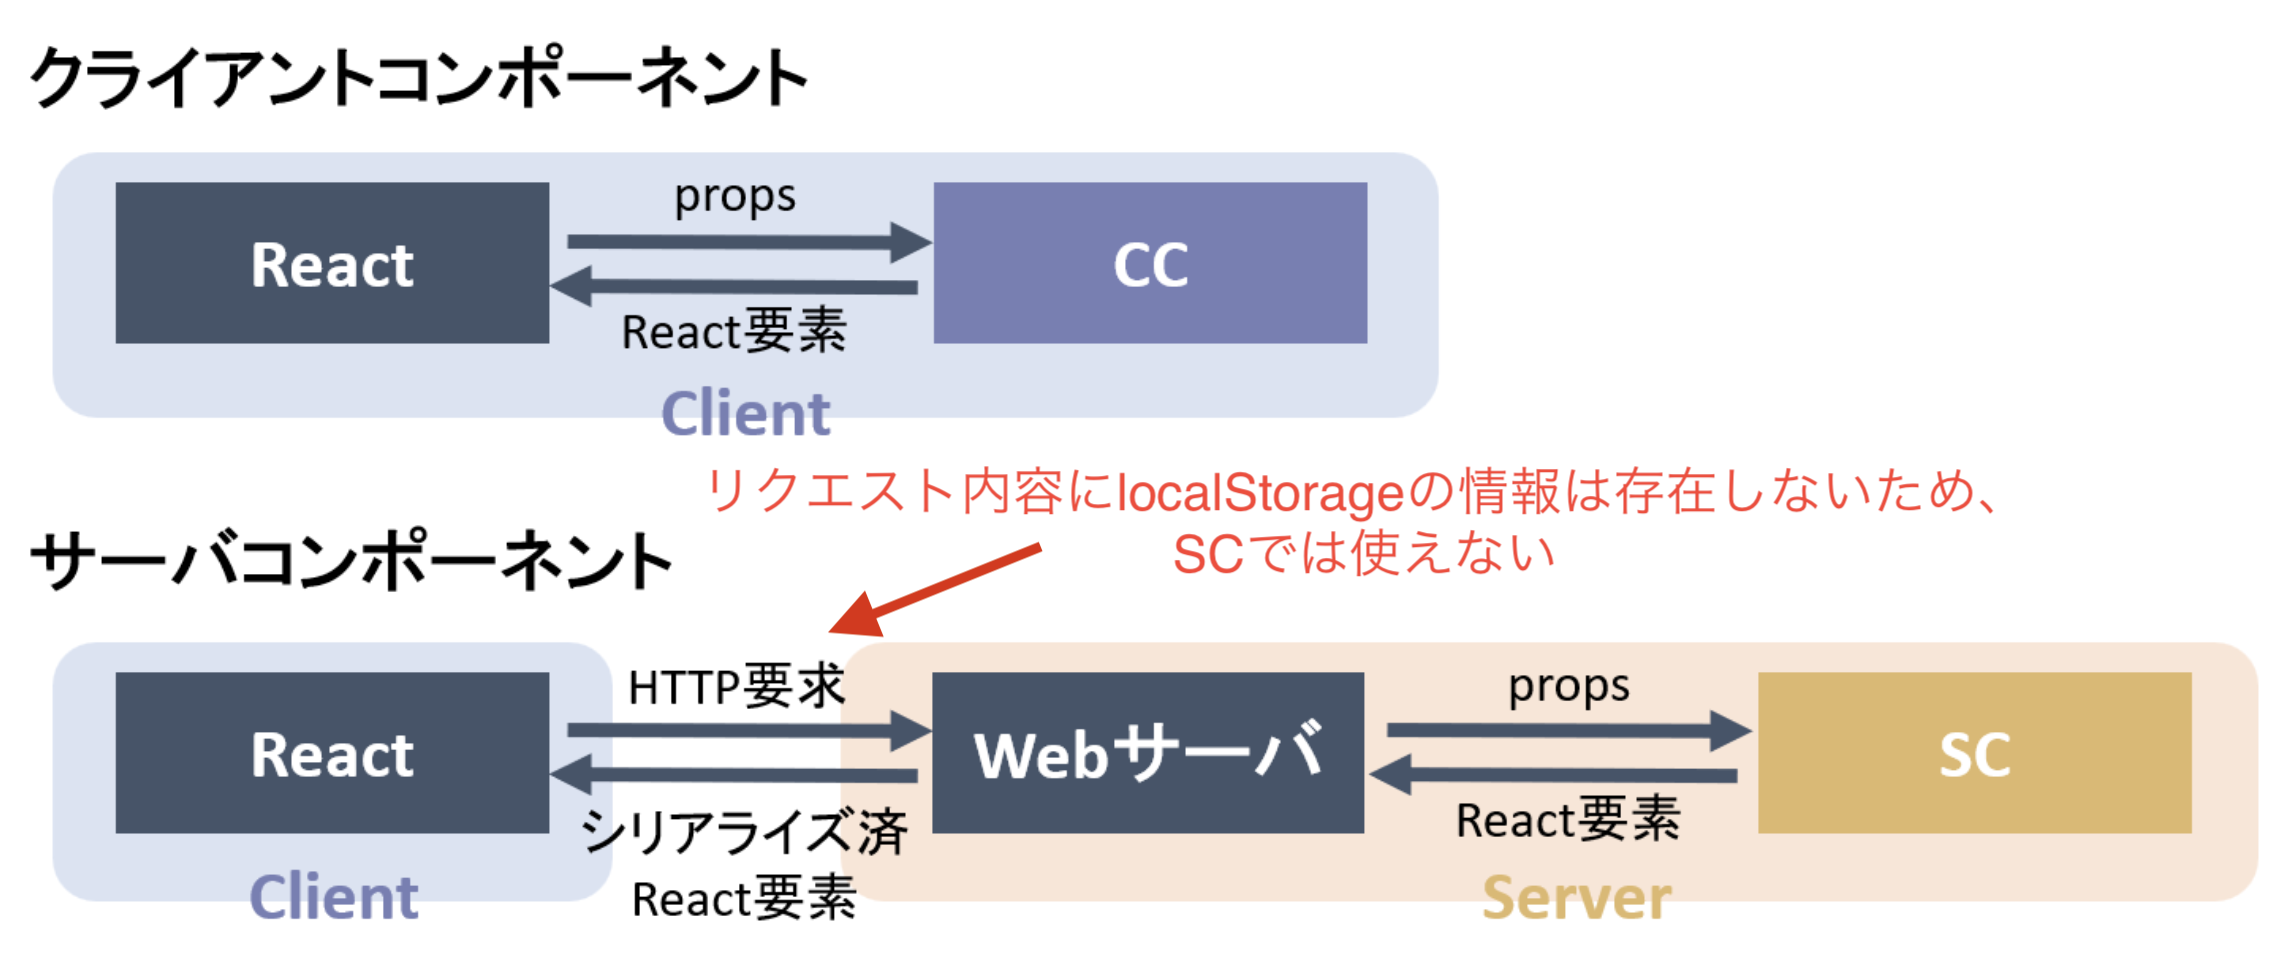 クライアントコンポーネント
props
React
CC
React要素
Client
リクエスト内容にlocalStorageの情報は存在しないため、
SCでは使えない
サーバコンポーネント
HTTP要求
props
React
Webサーバ
SC
シリアライズ済
React要素
React要素
Client
Server